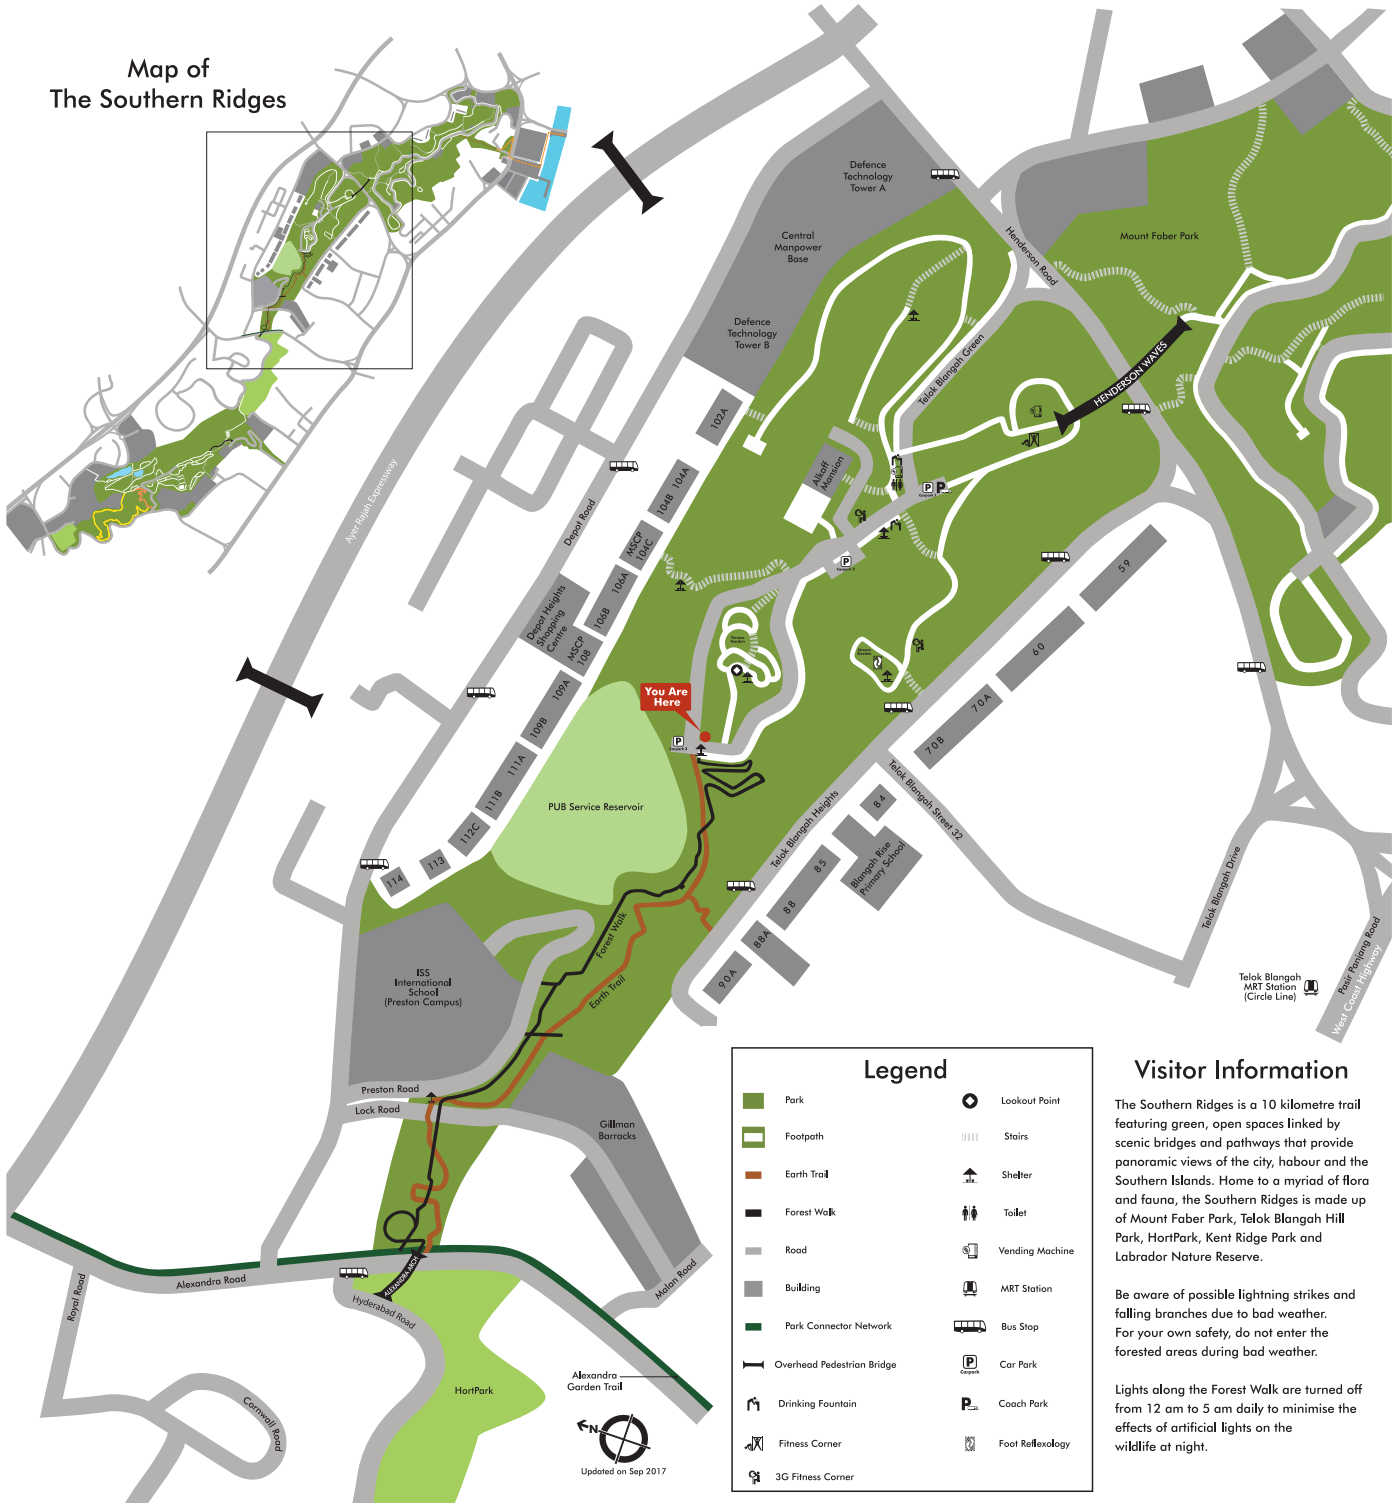 Map of
The Southern Ridges
Defence
Technology
Tower A
Central
Manpower
Base
Defence
Technology
Tower B
Mount Faber Park
Henderson Road
HENDERSON WAVES
Telok Blangah Green
Alkaff
Mansion
Ayer Rajah Expressway
Depot Road
102A
104A
104B
MSCP
104C
106A
106B
Depot Heights
Shopping
Centre
MSCP
108
109A
109B
111A
111B
112C
113
114
P
Carpark 1
P
P
Carpark 2
P
Carpark 3
You Are
Here
PUB Service Reservoir
59
60
70A
70B
84
85
88
88A
90A
Blangah Rise
Primary School
Telok Blangah Heights
Telok Blangah Street 32
Telok Blangah Drive
Pasir Panjang Road
West Coast Highway
Telok Blangah
MRT Station
(Circle Line)
Forest Walk
Earth Trail
ISS
International
School
(Preston Campus)
Preston Road
Lock Road
Gillman
Barracks
Malan Road
Alexandra Road
ALEXANDRA ARCH
Hyderabad Road
Royal Road
Cornwall Road
HortPark
Alexandra
Garden Trail
N
Updated on Sep 2017
Legend
Park
Footpath
Earth Trail
Forest Walk
Road
Building
Park Connector Network
Overhead Pedestrian Bridge
Drinking Fountain
Fitness Corner
3G Fitness Corner
Lookout Point
Stairs
Shelter
Toilet
Vending Machine
MRT Station
Bus Stop
P
Carpark
Car Park
P
Coach Park
Foot Reflexology
Visitor Information
The Southern Ridges is a 10 kilometre trail
featuring green, open spaces linked by
scenic bridges and pathways that provide
panoramic views of the city, habour and the
Southern Islands. Home to a myriad of flora
and fauna, the Southern Ridges is made up
of Mount Faber Park, Telok Blangah Hill
Park, HortPark, Kent Ridge Park and
Labrador Nature Reserve.
Be aware of possible lightning strikes and
falling branches due to bad weather.
For your own safety, do not enter the
forested areas during bad weather.
Lights along the Forest Walk are turned off
from 12 am to 5 am daily to minimise the
effects of artificial lights on the
wildlife at night.